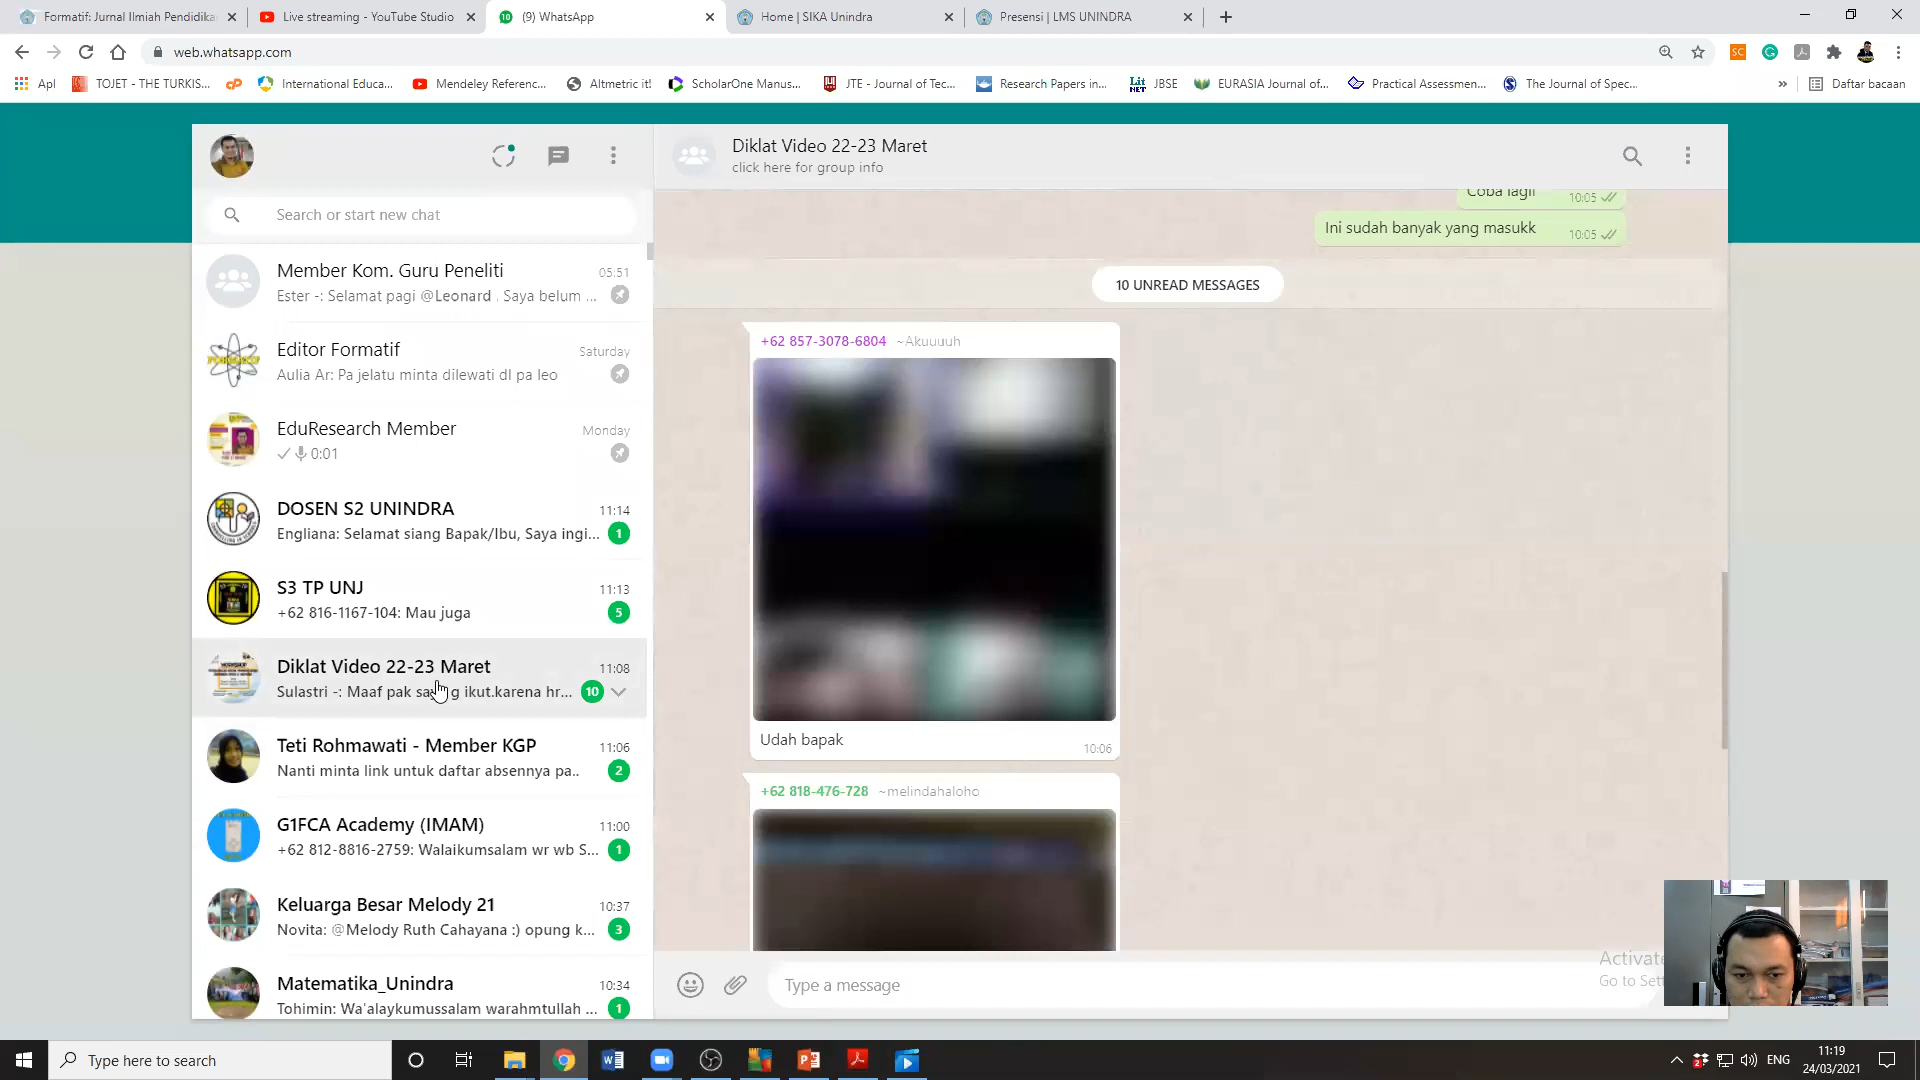 Formatif: Jurnal Ilmiah Pendidika
Live streaming - YouTube Studio
(9) WhatsApp
Home | SIKA Unindra
Presensi | LMS UNINDRA
web.whatsapp.com
Apl
TOJET - THE TURKIS...
International Educa...
Mendeley Referenc...
Altmetric it!
ScholarOne Manus...
JTE - Journal of Tec...
Research Papers in...
JBSE
EURASIA Journal of...
Practical Assessmen...
The Journal of Spec...
»
Daftar bacaan
Search or start new chat
Member Kom. Guru Peneliti
05:51
Ester -: Selamat pagi @Leonard . Saya belum ...
Editor Formatif
Saturday
Aulia Ar: Pa jelatu minta dilewati dl pa leo
EduResearch Member
Monday
0:01
DOSEN S2 UNINDRA
11:14
Engliana: Selamat siang Bapak/Ibu, Saya ingi...
1
S3 TP UNJ
11:13
+62 816-1167-104: Mau juga
5
Diklat Video 22-23 Maret
11:08
Sulastri -: Maaf pak g ikut.karena hr...
10
Teti Rohmawati - Member KGP
11:06
Nanti minta link untuk daftar absennya pa..
2
G1FCA Academy (IMAM)
11:00
+62 812-8816-2759: Walaikumsalam wr wb S...
1
Keluarga Besar Melody 21
10:37
Novita: @Melody Ruth Cahayana :) opung k...
3
Matematika_Unindra
10:34
Tohimin: Wa'alaykumussalam warahmtullah ...
1
Diklat Video 22-23 Maret
click here for group info
Coba lagii
10:05
Ini sudah banyak yang masukk
10:05
10 UNREAD MESSAGES
+62 857-3078-6804 ~Akuuuuh
Udah bapak
10:06
+62 818-476-728 ~melindahaloho
Type a message
Activate
Go to Sett
Type here to search
ENG
11:19
24/03/2021